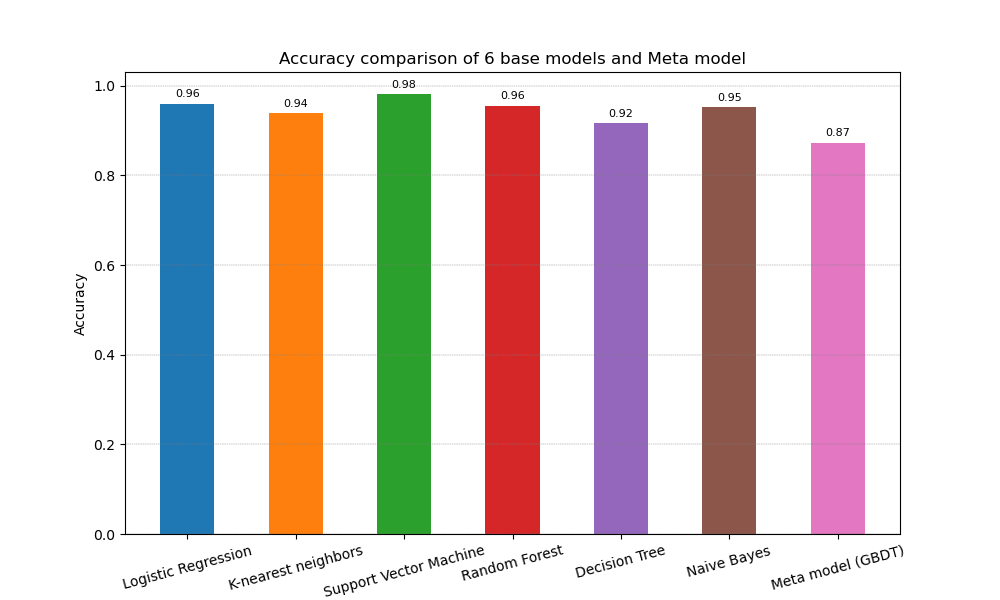 Accuracy comparison of 6 base models and Meta model
Accuracy
1.0
0.8
0.6
0.4
0.2
0.0
0.96
0.94
0.98
0.96
0.92
0.95
0.87
Logistic Regression
K-nearest neighbors
Support Vector Machine
Random Forest
Decision Tree
Naive Bayes
Meta model (GBDT)